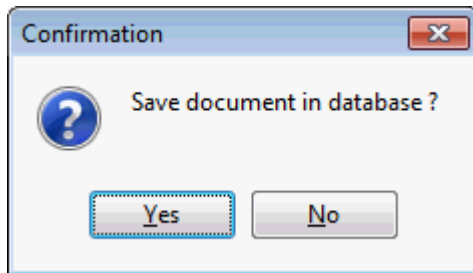 Confirmation
Save document in database ?
Yes
No